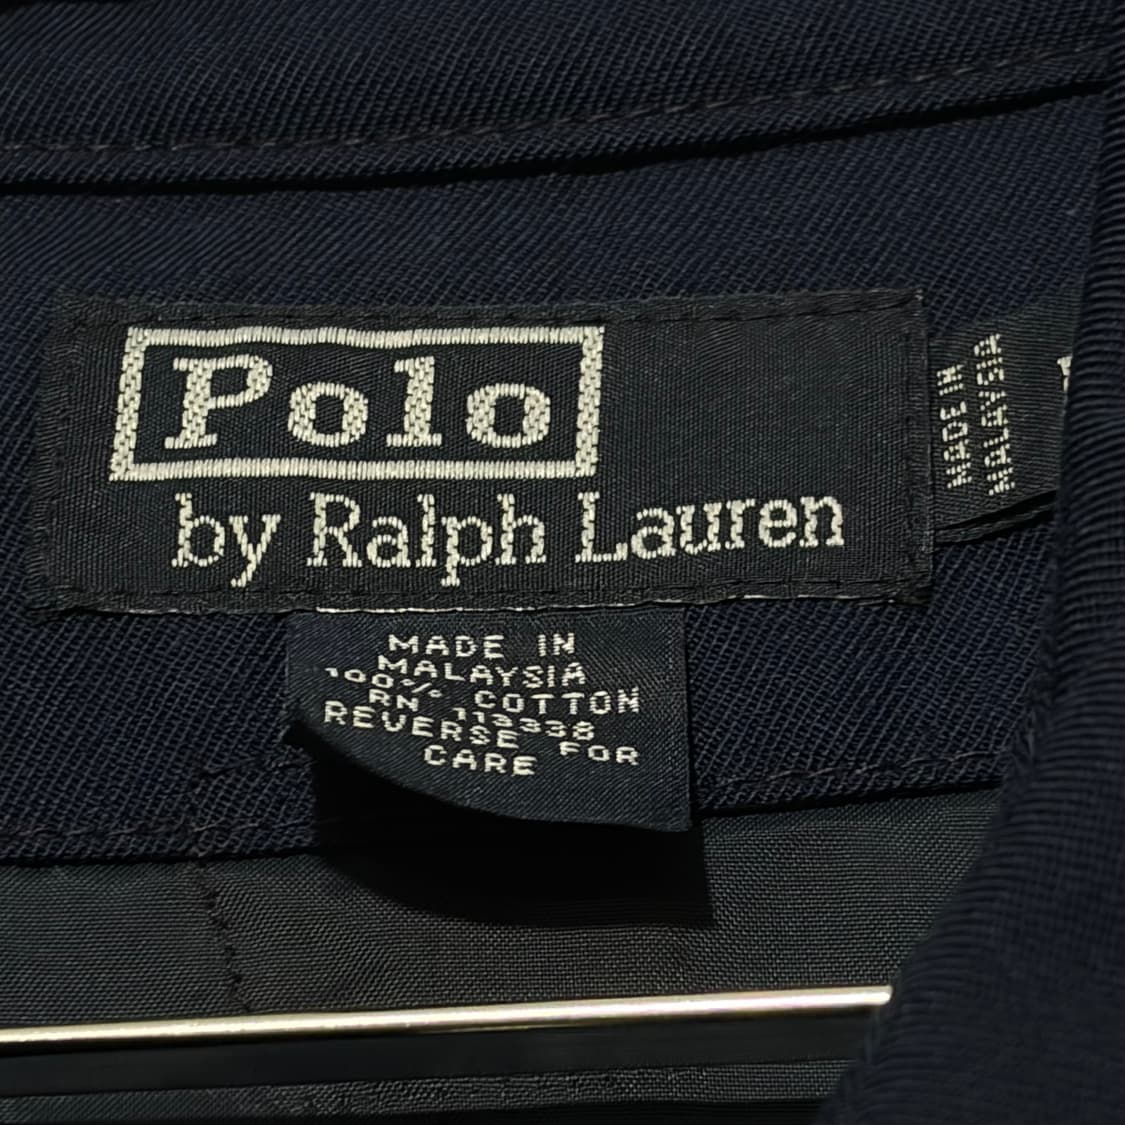 Polo
by Ralph Lauren
MADE IN
MALAYSIA
MADE IN
MALAYSIA
100% COTTON
RN 113338
REVERSE FOR
CARE